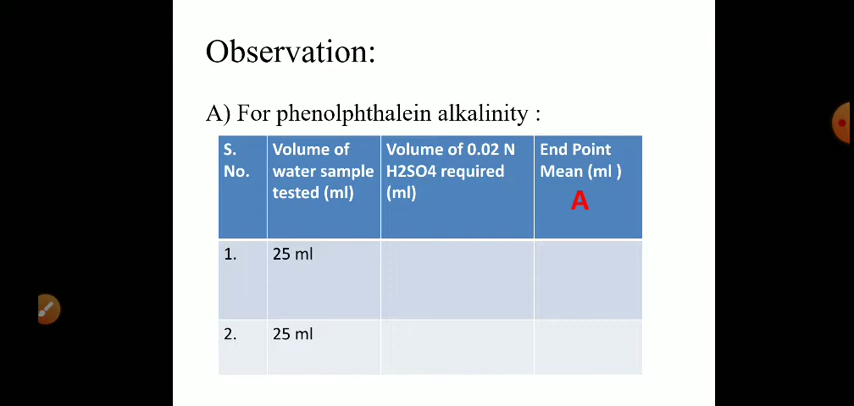 Observation:
A) For phenolphthalein alkalinity :
S. No.
Volume of water sample tested (ml)
Volume of 0.02 N H2SO4 required (ml)
End Point Mean (ml )
A
1.
25 ml
2.
25 ml